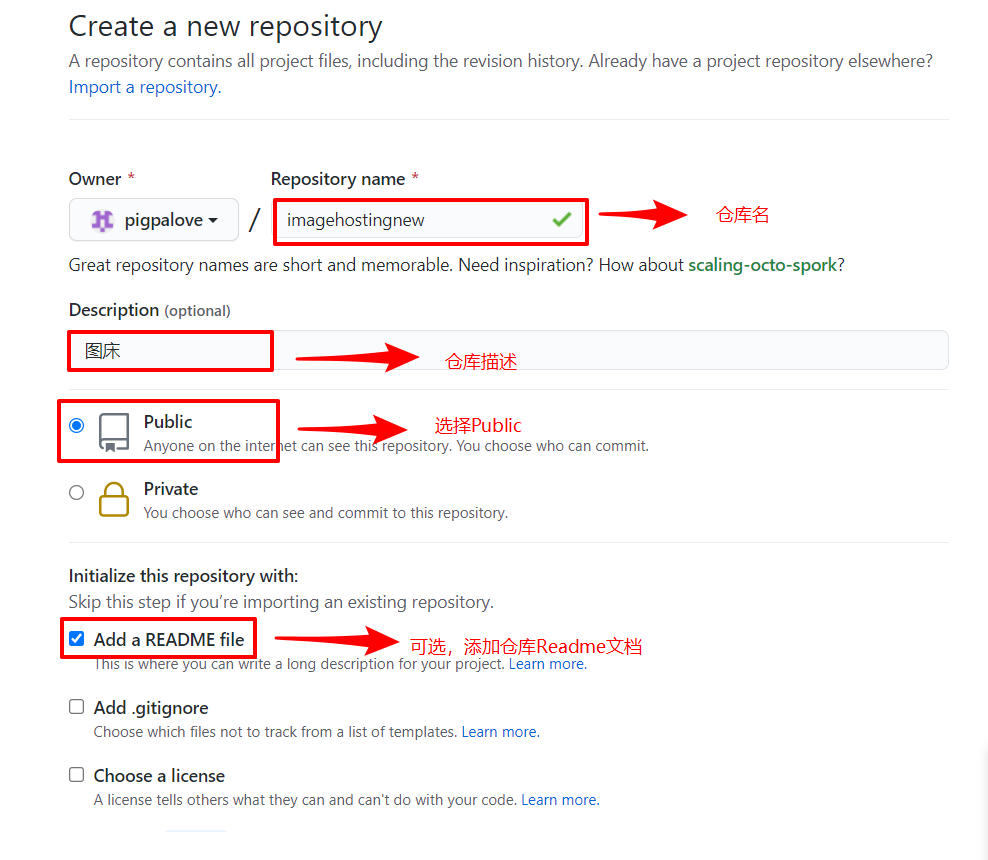 Create a new repository
A repository contains all project files, including the revision history. Already have a project repository elsewhere?
Import a repository.
Owner * Repository name *
pigpalove / imagehostingnew 仓库名
Great repository names are short and memorable. Need inspiration? How about scaling-octo-spork?
Description (optional)
图床 仓库描述
Public 选择Public
Anyone on the internet can see this repository. You choose who can commit.
Private
You choose who can see and commit to this repository.
Initialize this repository with:
Skip this step if you’re importing an existing repository.
Add a README file 可选，添加仓库Readme文档
This is where you can write a long description for your project. Learn more.
Add .gitignore
Choose which files not to track from a list of templates. Learn more.
Choose a license
A license tells others what they can and can't do with your code. Learn more.